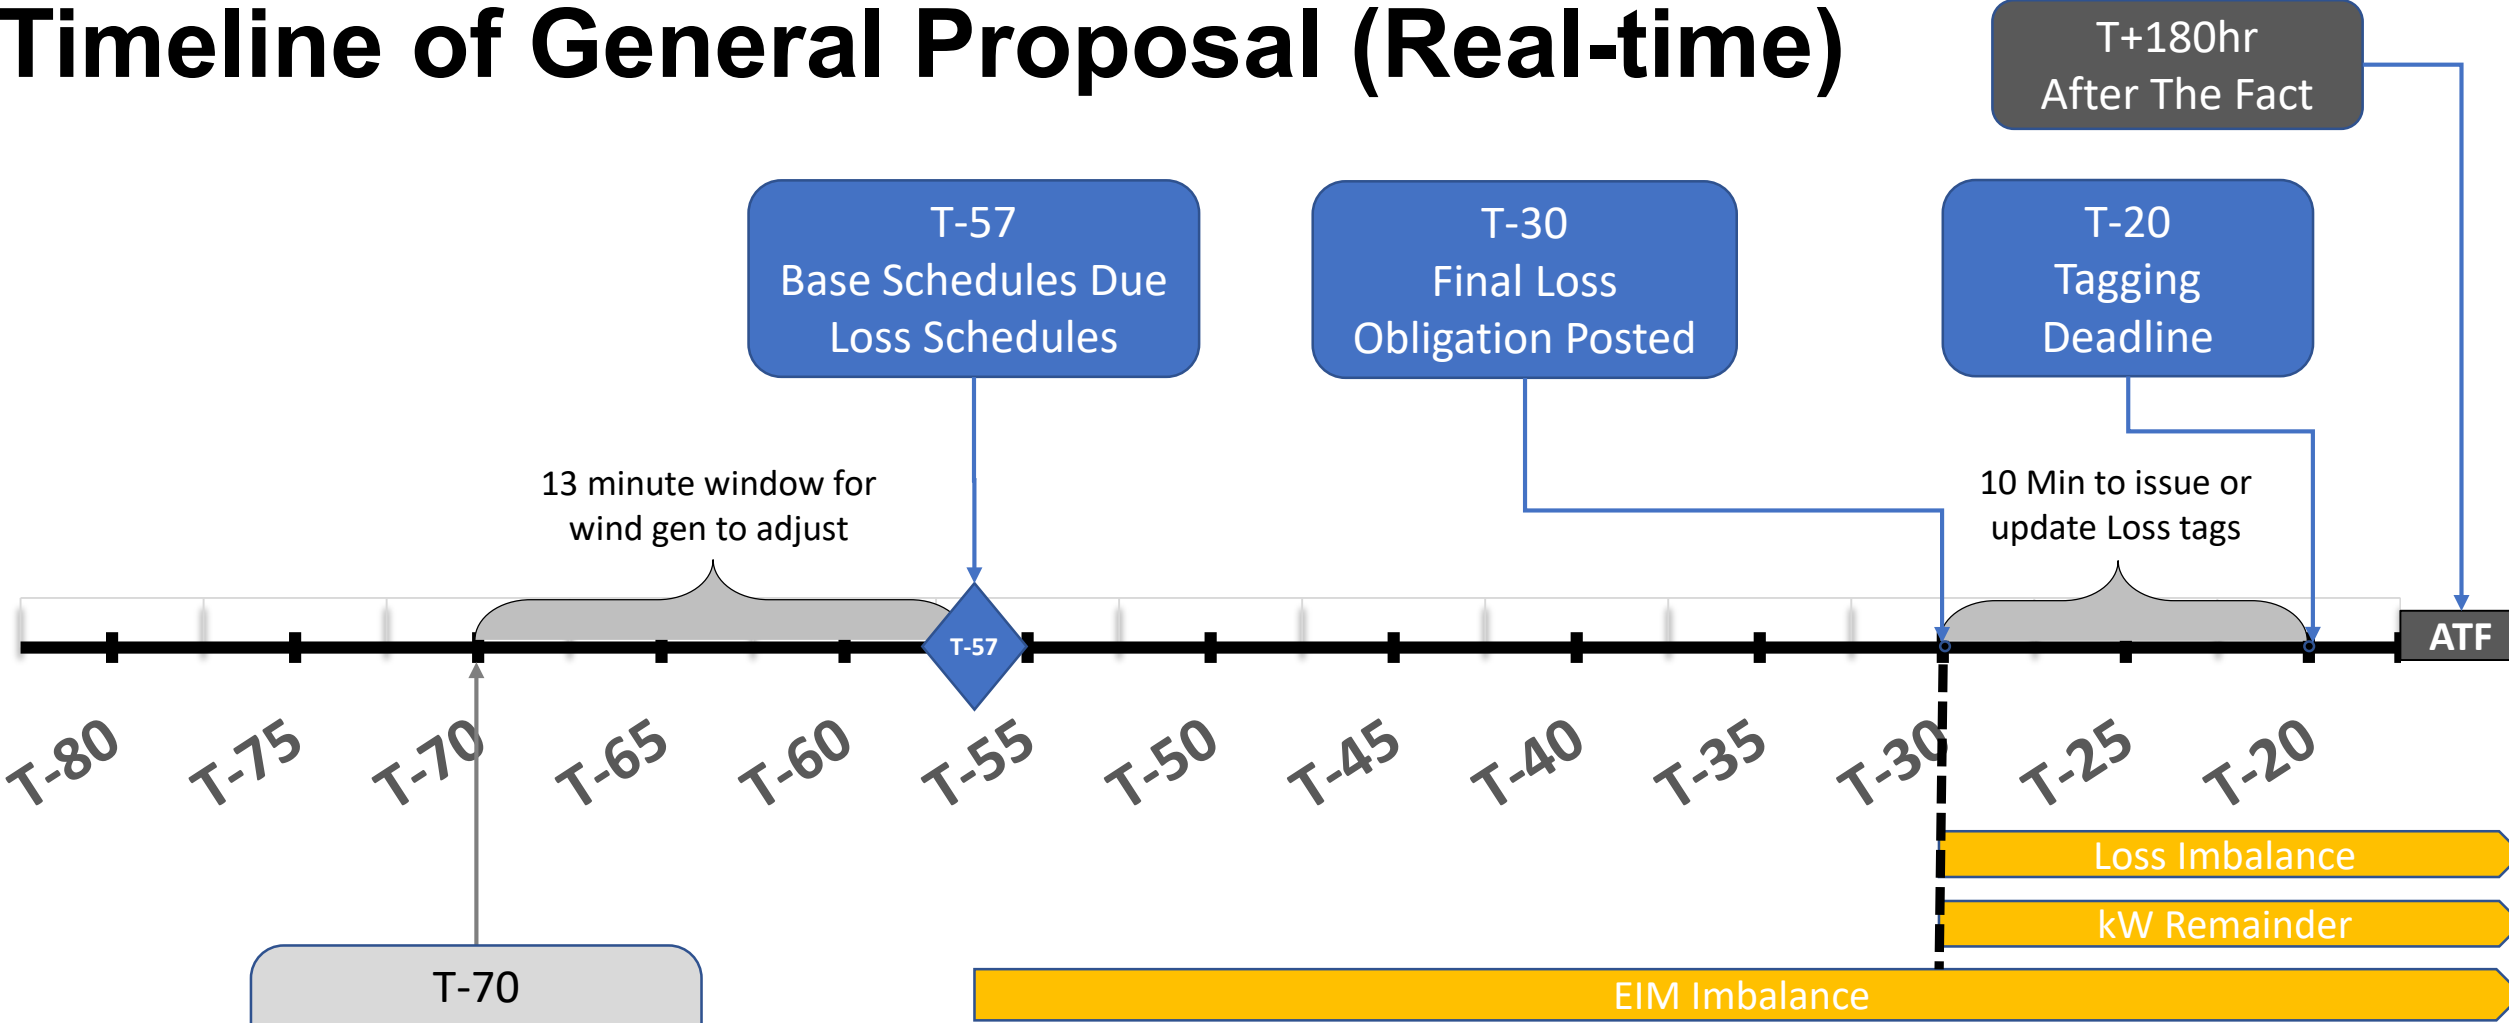 Timeline of General Proposal (Real-time)
T+180hr
After The Fact
T-57
Base Schedules Due
Loss Schedules
T-30
Final Loss
Obligation Posted
T-20
Tagging
Deadline
13 minute window for
wind gen to adjust
10 Min to issue or
update Loss tags
T-57
ATF
T-80
T-75
T-70
T-65
T-60
T-55
T-50
T-45
T-40
T-35
T-30
T-25
T-20
Loss Imbalance
kW Remainder
EIM Imbalance
T-70